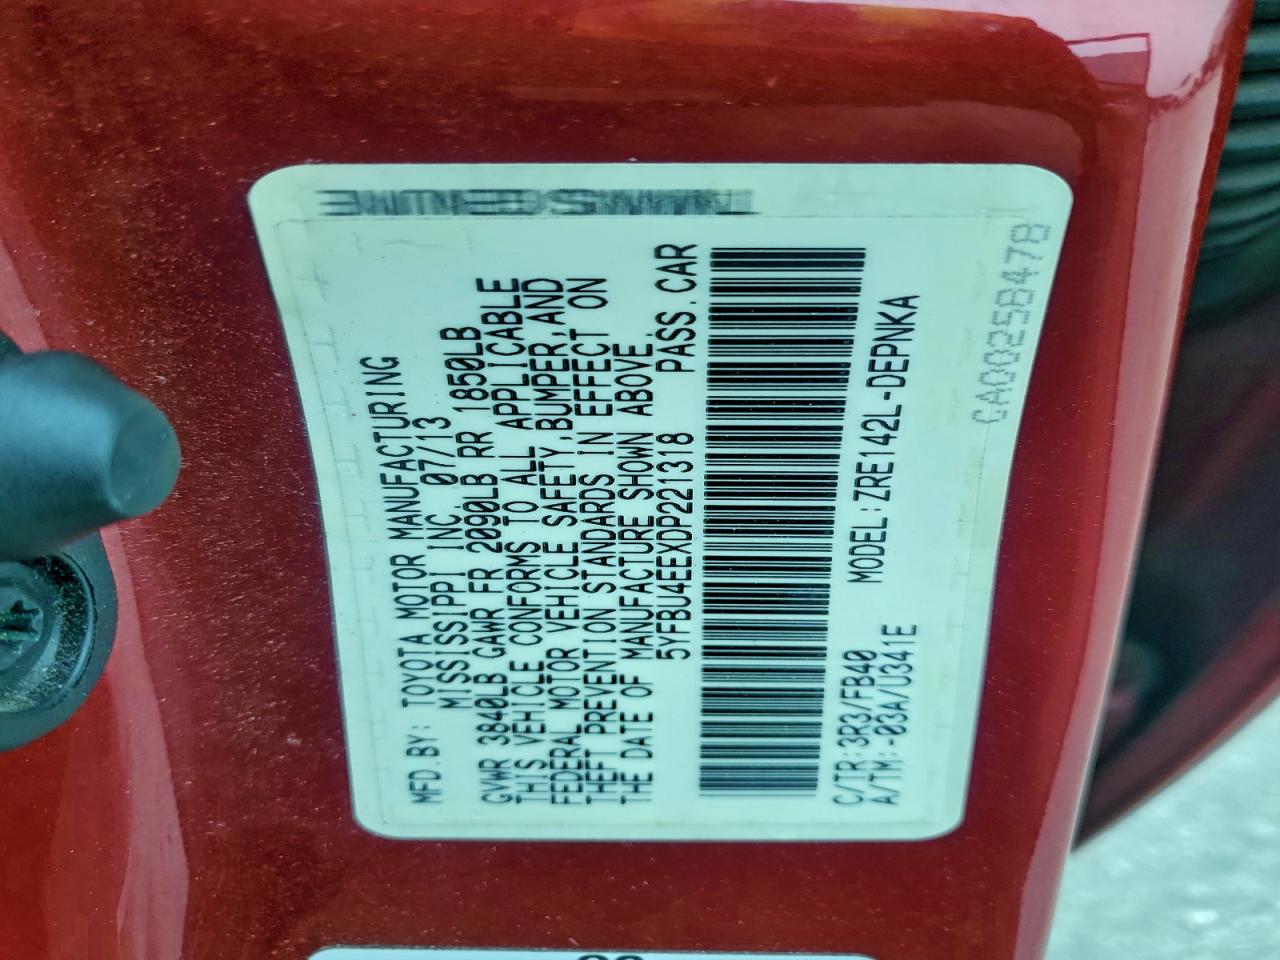 MFD.BY: TOYOTA MOTOR MANUFACTURING
MISSISSIPPI INC. 07/13
GVWR 3840LB GAWR FR 2090LB RR 1850LB
THIS VEHICLE CONFORMS TO ALL APPLICABLE
FEDERAL MOTOR VEHICLE SAFETY,BUMPER,AND
THEFT PREVENTION STANDARDS IN EFFECT ON
THE DATE OF MANUFACTURE SHOWN ABOVE.
5YFBU4EEXDP221318 PASS.CAR
C/TR:3R3/FB40 MODEL:ZRE142L-DEPNKA
A/TM:-03A/U341E
CA0025B478